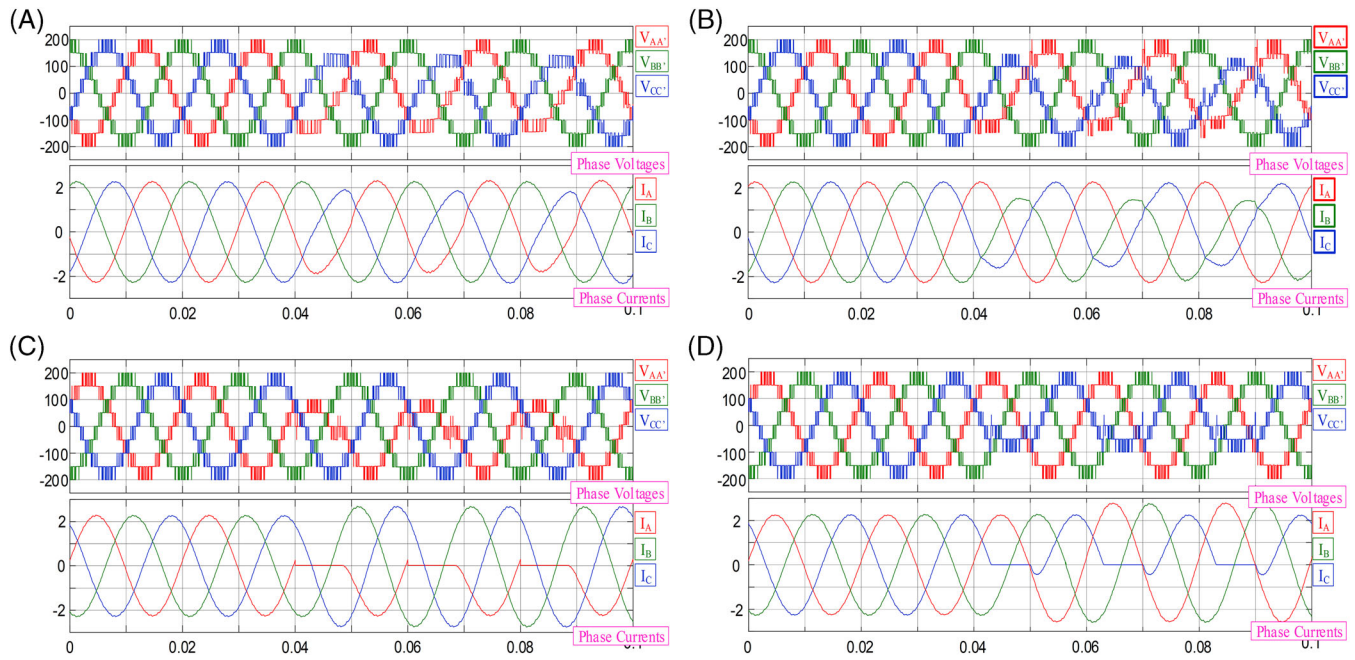 (A)
200
100
0
-100
-200
V_AA'
V_BB'
V_CC'
Phase Voltages
2
0
-2
I_A
I_B
I_C
Phase Currents
0 0.02 0.04 0.06 0.08 0.1
(B)
200
100
0
-100
-200
V_AA'
V_BB'
V_CC'
Phase Voltages
2
0
-2
I_A
I_B
I_C
Phase Currents
0 0.02 0.04 0.06 0.08 0.1
(C)
200
100
0
-100
-200
V_AA'
V_BB'
V_CC'
Phase Voltages
2
0
-2
I_A
I_B
I_C
Phase Currents
0 0.02 0.04 0.06 0.08 0.1
(D)
200
100
0
-100
-200
V_AA'
V_BB'
V_CC'
Phase Voltages
2
0
-2
I_A
I_B
I_C
Phase Currents
0 0.02 0.04 0.06 0.08 0.1